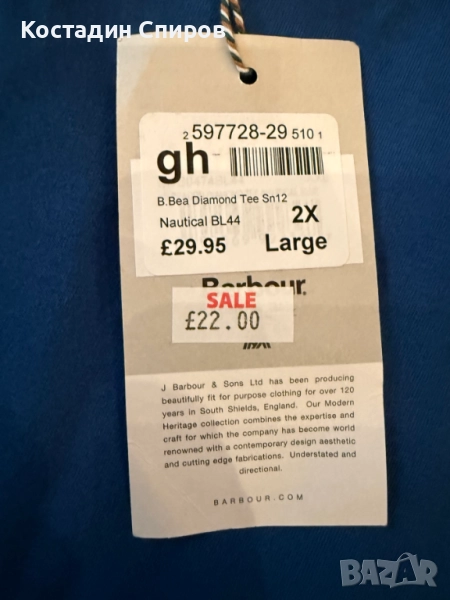 Костадин Спиров
2 597728-29 510 1
gh
B.Bea Diamond Tee Sn12
Nautical BL44 2X
£29.95 Large
Barbour
SALE
£22.00
J Barbour & Sons Ltd has been producing
beautifully fit for purpose clothing for over 120
years in South Shields, England. Our Modern
Heritage collection combines the expertise and
craft for which the company has become world
renowned with a contemporary design aesthetic
and cutting edge fabrications. Understated and
directional.
BARBOUR.COM
BAZAR